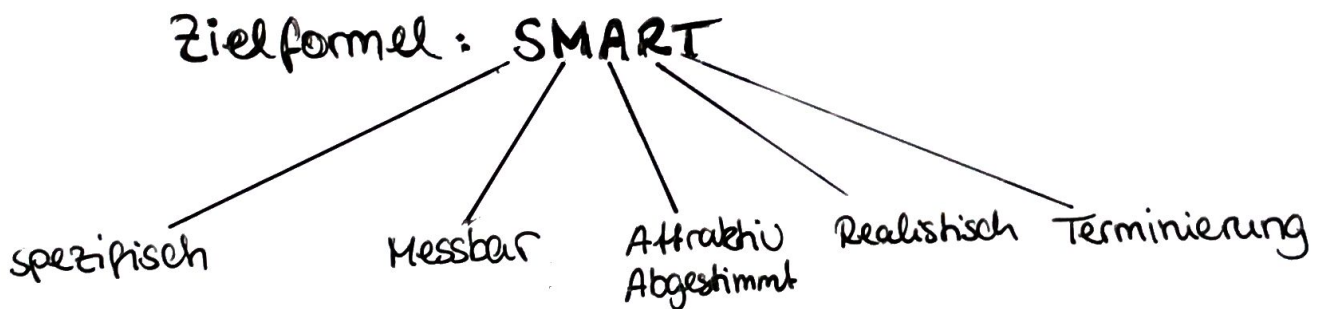 Zielformel: SMART
spezifisch Messbar Attraktiv Realistisch Terminierung
Abgestimmt